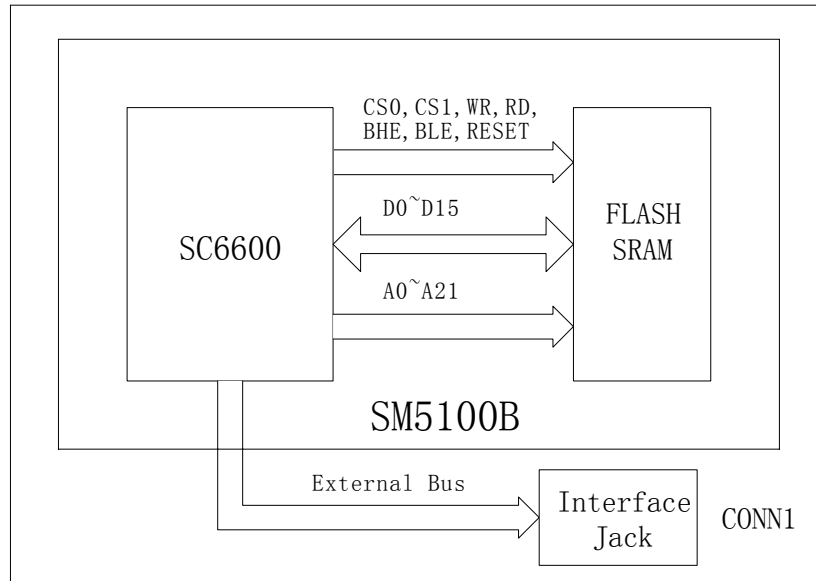 CS0, CS1, WR, RD,
BHE, BLE, RESET
D0~D15
SC6600
FLASH
SRAM
A0~A21
SM5100B
External Bus
Interface
Jack
CONN1